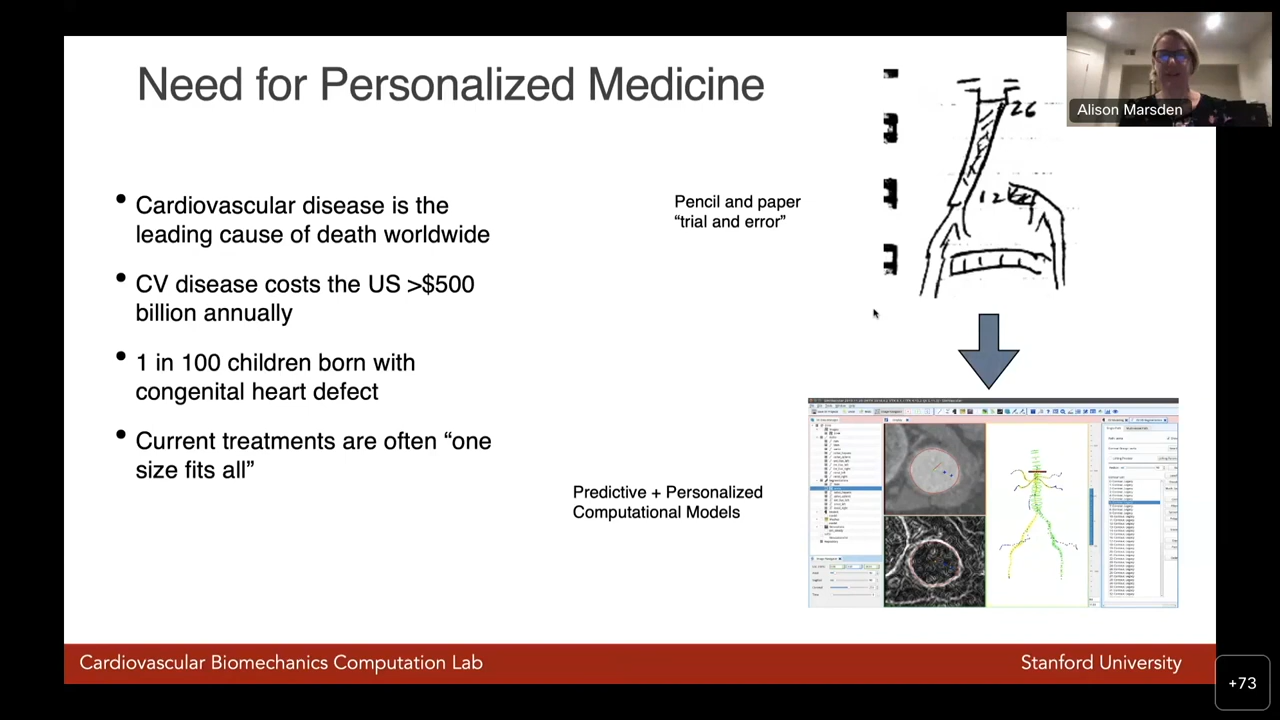 Need for Personalized Medicine
Alison Marsden
26
12
Pencil and paper
“trial and error”
• Cardiovascular disease is the
leading cause of death worldwide
• CV disease costs the US >$500
billion annually
• 1 in 100 children born with
congenital heart defect
• Current treatments are often “one
size fits all”
Predictive + Personalized
Computational Models
Cardiovascular Biomechanics Computation Lab
Stanford University
+73